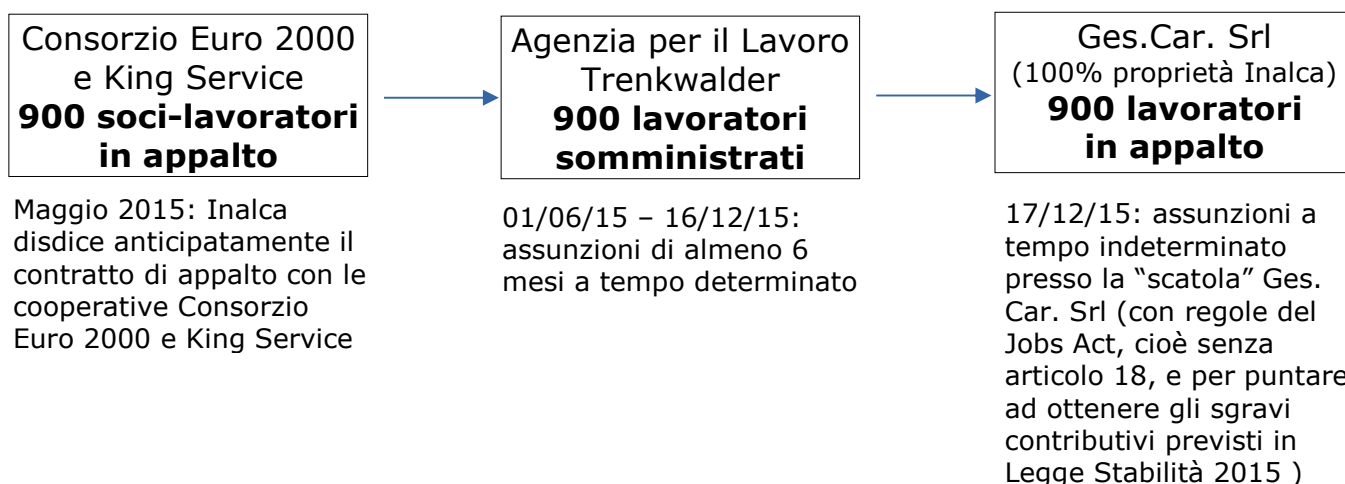 Consorzio Euro 2000
e King Service
900 soci-lavoratori
in appalto
Maggio 2015: Inalca
disdice anticipatamente il
contratto di appalto con le
cooperative Consorzio
Euro 2000 e King Service
Agenzia per il Lavoro
Trenkwalder
900 lavoratori
somministrati
01/06/15 – 16/12/15:
assunzioni di almeno 6
mesi a tempo determinato
Ges.Car. Srl
(100% proprietà Inalca)
900 lavoratori
in appalto
17/12/15: assunzioni a
tempo indeterminato
presso la “scatola” Ges.
Car. Srl (con regole del
Jobs Act, cioè senza
articolo 18, e per puntare
ad ottenere gli sgravi
contributivi previsti in
Legge Stabilità 2015 )